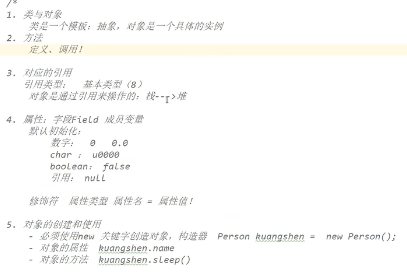 /*
1. 类与对象
类是一个模板：抽象，对象是一个具体的实例
2. 方法
定义、调用！
3. 对应的引用
引用类型： 基本类型（8）
对象是通过引用来操作的：栈--->堆
4. 属性：字段Field 成员变量
默认初始化：
数字： 0 0.0
char : u0000
boolean: false
引用： null
修饰符 属性类型 属性名 = 属性值！
5. 对象的创建和使用
- 必须使用new 关键字创造对象，构造器 Person kuangshen = new Person();
- 对象的属性 kuangshen.name
- 对象的方法 kuangshen.sleep()